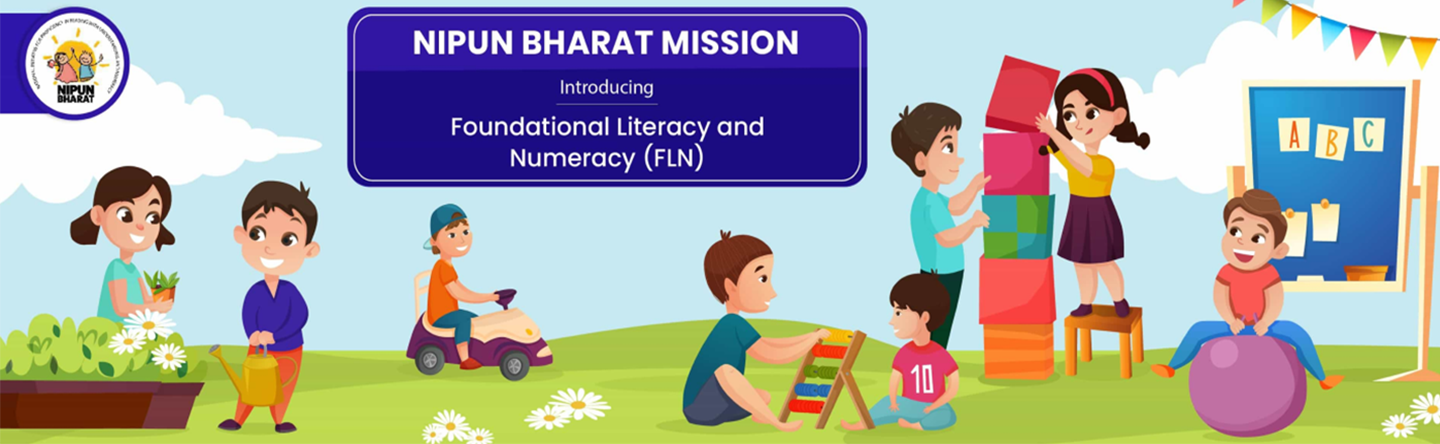 NIPUN BHARAT MISSION
Introducing
Foundational Literacy and
Numeracy (FLN)
NIPUN
BHARAT
A B C
10